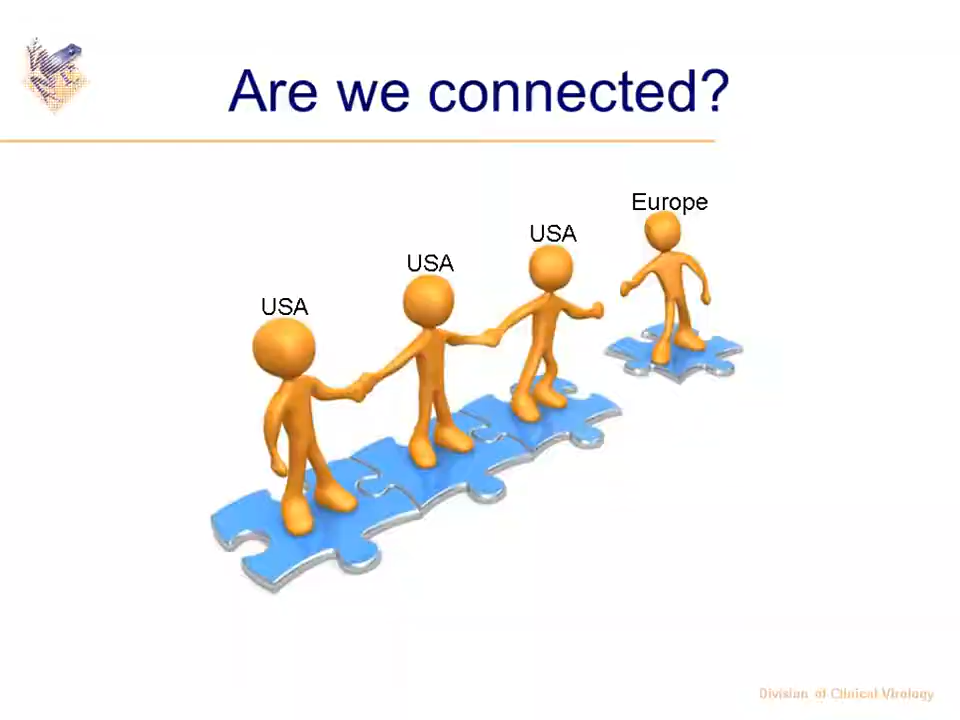 Are we connected?
Europe
USA
USA
USA
Division of Clinical Virology